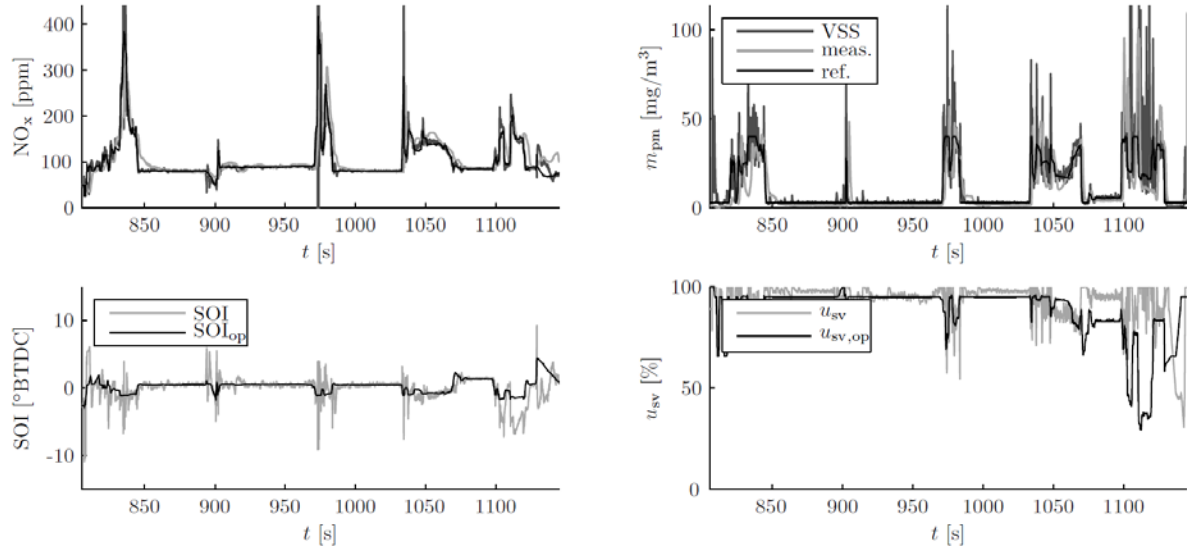 400
300
200
100
0
NOx [ppm]
850 900 950 1000 1050 1100
t [s]
100
50
0
mpm [mg/m³]
VSS
meas.
ref.
850 900 950 1000 1050 1100
t [s]
10
0
-10
SOI [°BTDC]
SOI
SOIop
850 900 950 1000 1050 1100
t [s]
100
50
0
usv [%]
usv
usv,op
850 900 950 1000 1050 1100
t [s]